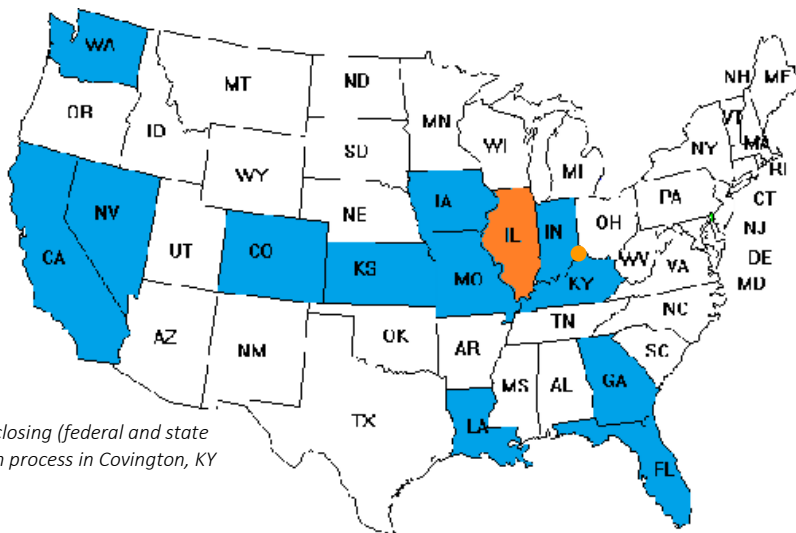 WA
MT
ND
MN
NH
ME
OR
ID
WI
VT
SD
NY
MA
WY
MI
RI
IA
PA
CT
NE
NV
OH
IL
IN
NJ
UT
CO
WV
CA
KS
MO
KY
VA
DE
MD
NC
TN
OK
AZ
NM
AR
SC
MS
AL
GA
TX
LA
FL
closing (federal and state
process in Covington, KY